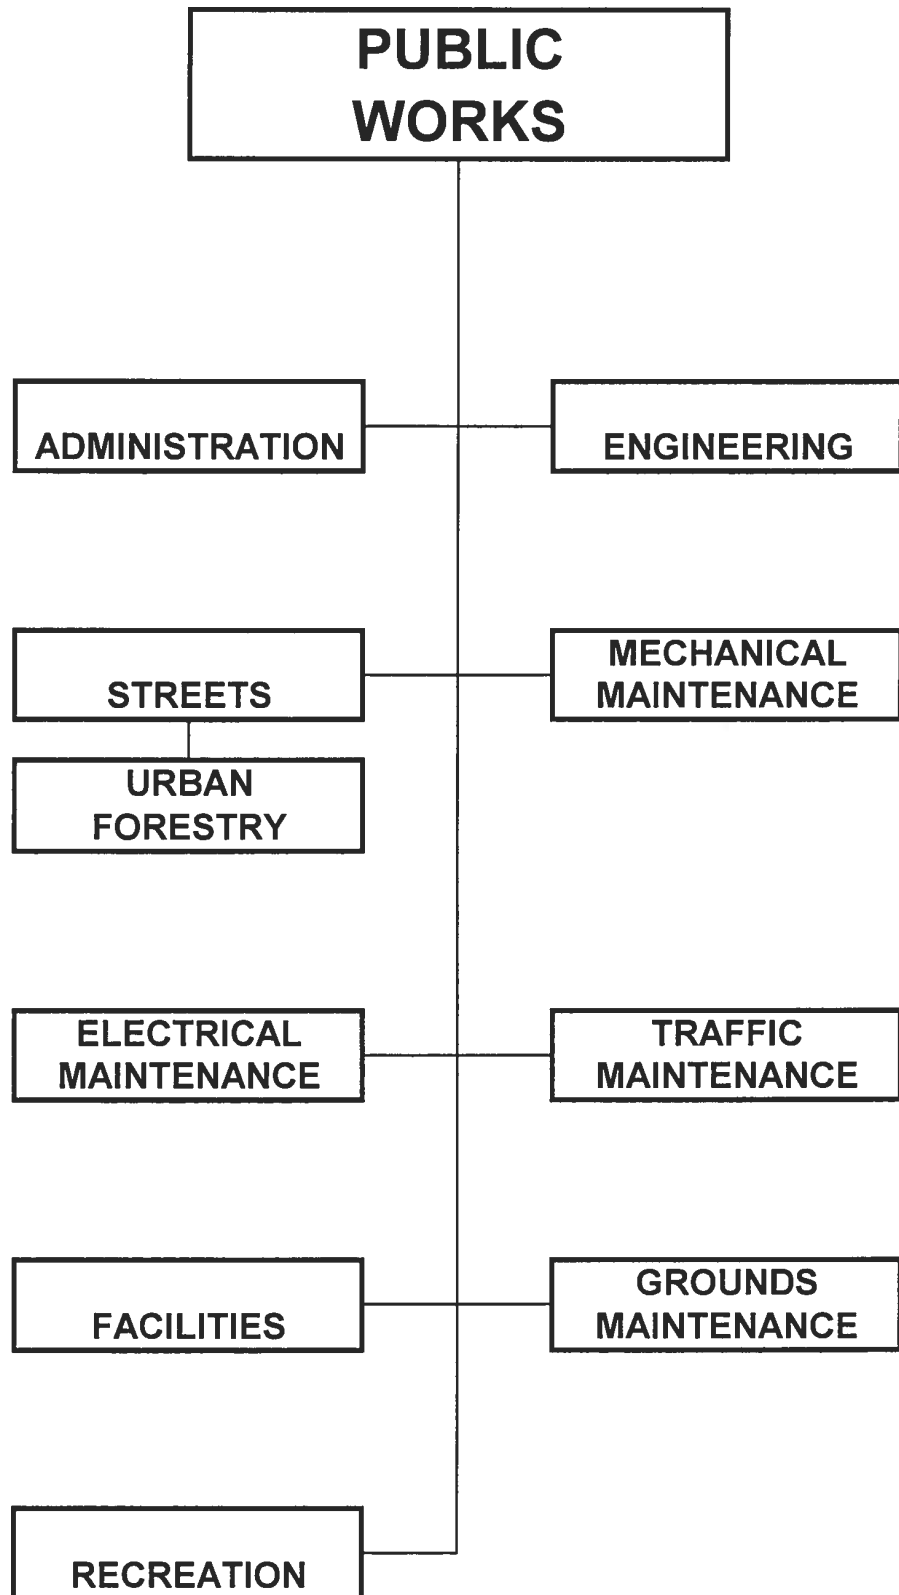 PUBLIC
WORKS
ADMINISTRATION
ENGINEERING
STREETS
MECHANICAL
MAINTENANCE
URBAN
FORESTRY
ELECTRICAL
MAINTENANCE
TRAFFIC
MAINTENANCE
FACILITIES
GROUNDS
MAINTENANCE
RECREATION